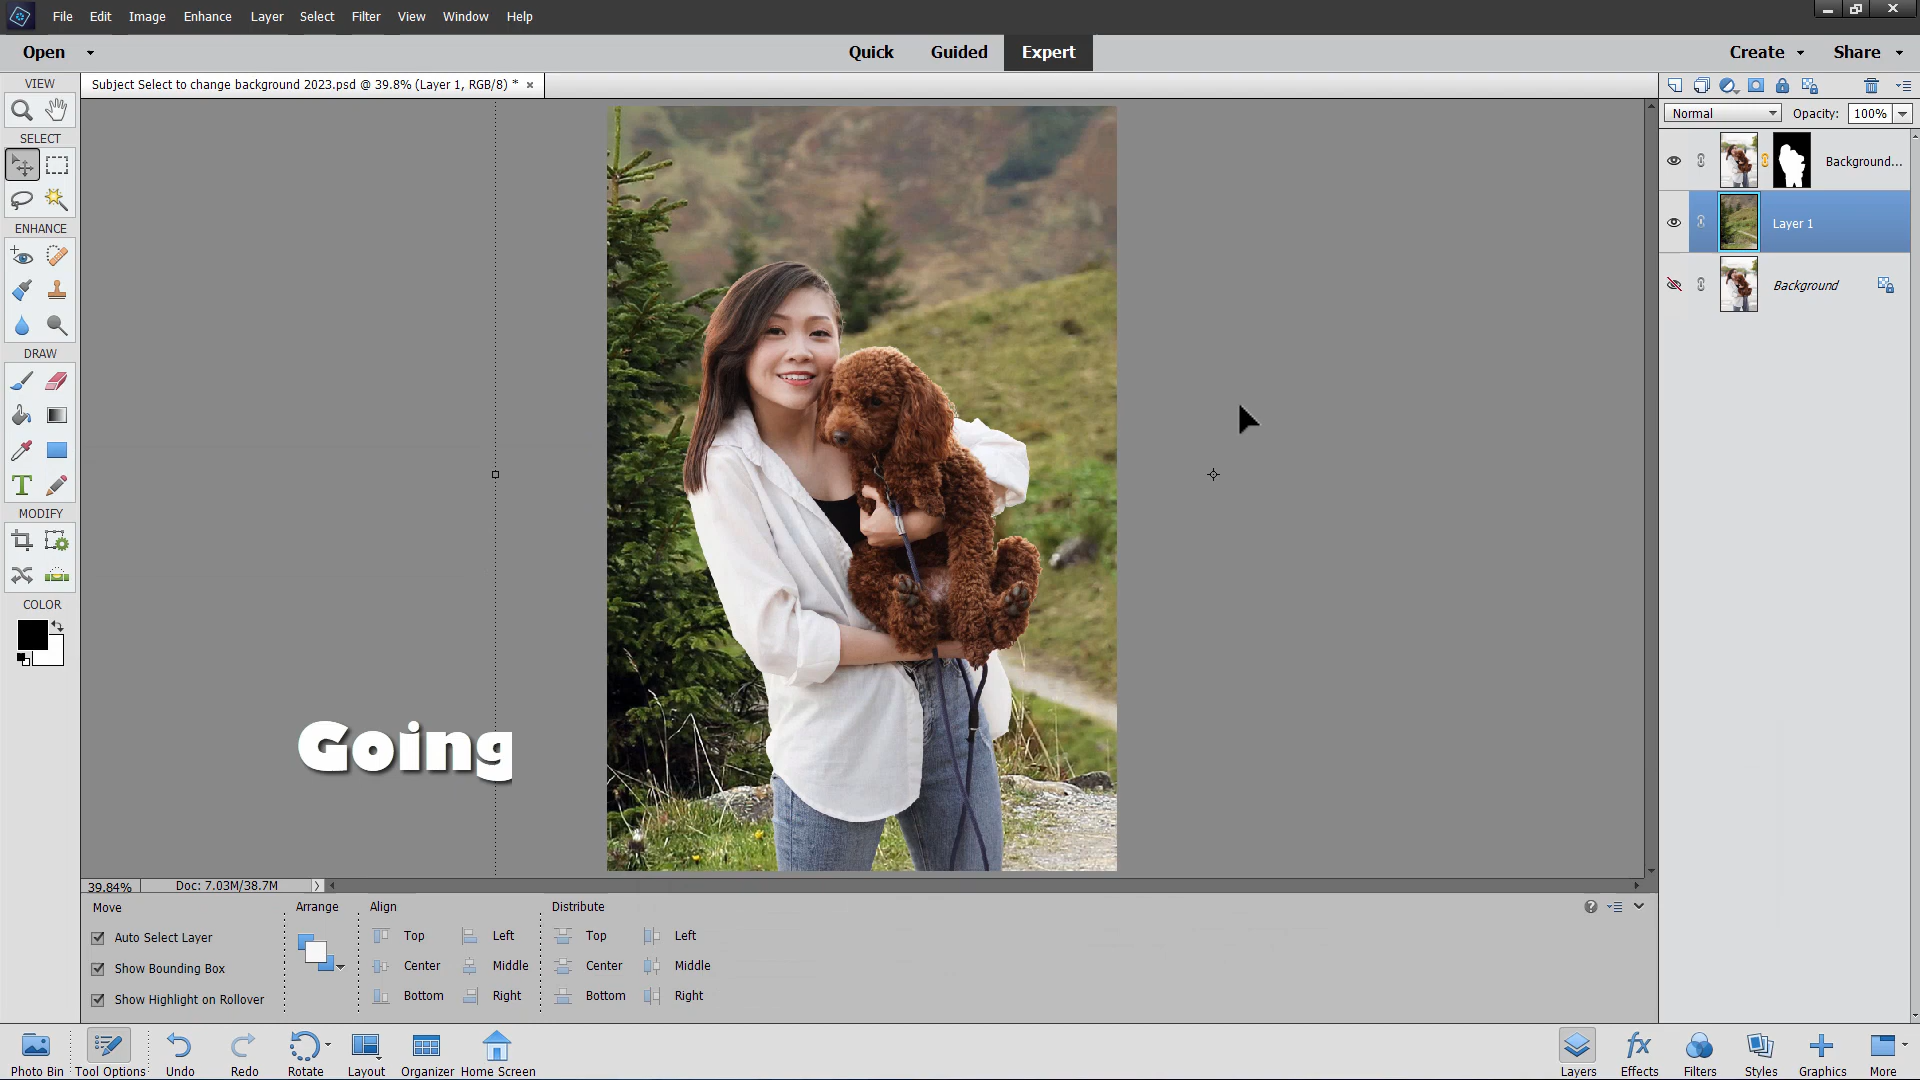 File Edit Image Enhance Layer Select Filter View Window Help
Open Quick Guided Expert Create Share
VIEW
Subject Select to change background 2023.psd @ 39.8% (Layer 1, RGB/8) * ×
Normal Opacity: 100%
SELECT
Background...
Layer 1
Background
ENHANCE
DRAW
T
MODIFY
COLOR
Going
39.84% Doc: 7.03M/38.7M
Move Arrange Align Distribute
Auto Select Layer Top Left Top Left
Show Bounding Box Center Middle Center Middle
Show Highlight on Rollover Bottom Right Bottom Right
fx
Photo Bin Tool Options Undo Redo Rotate Layout Organizer Home Screen Layers Effects Filters Styles Graphics More